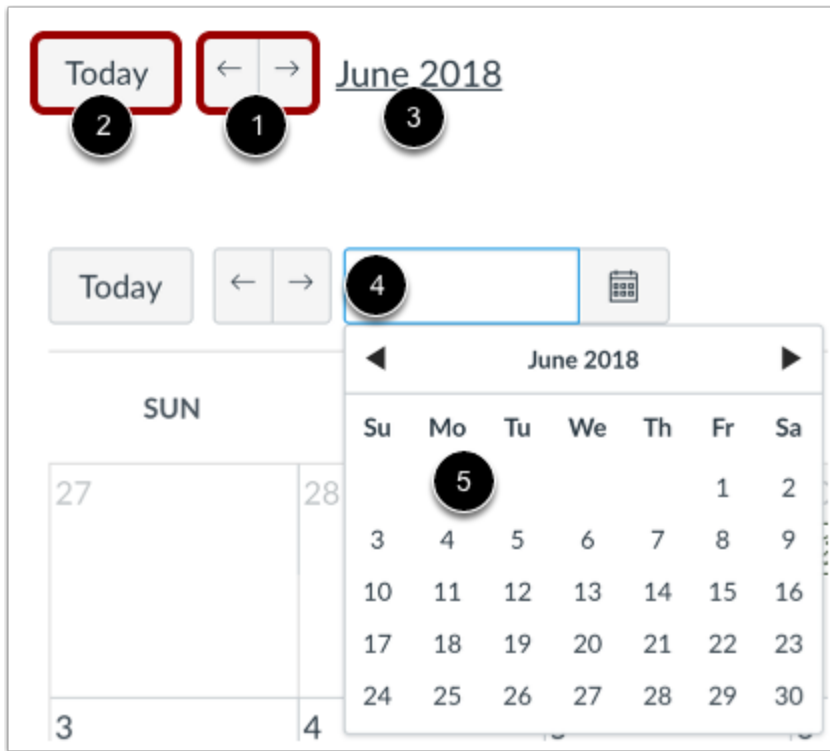 Today ← → June 2018
2 1 3
Today ← → 4
June 2018
SUN
Su Mo Tu We Th Fr Sa
27 28 5 1 2
3 4 5 6 7 8 9
10 11 12 13 14 15 16
17 18 19 20 21 22 23
24 25 26 27 28 29 30
3 4